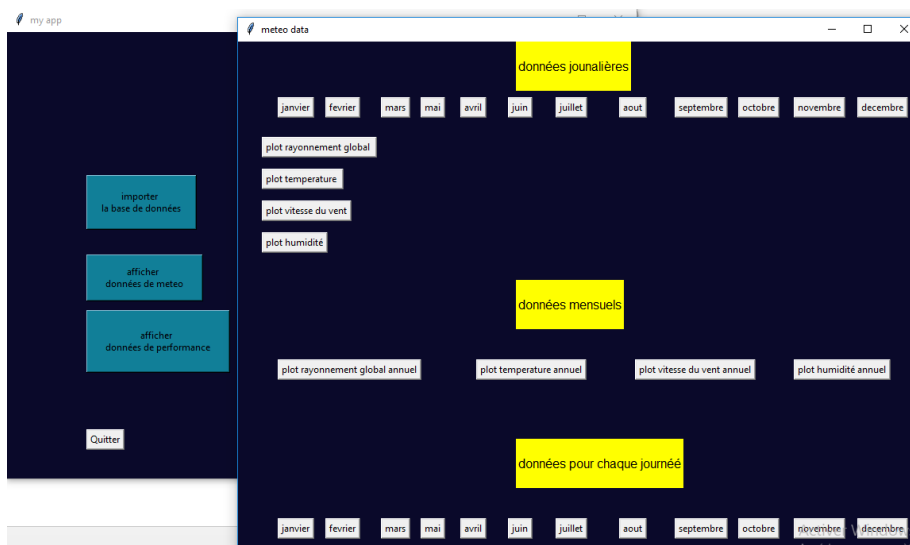 my app
meteo data
données jounalières
janvier fevrier mars mai avril juin juillet aout septembre octobre novembre decembre
plot rayonnement global
plot temperature
plot vitesse du vent
plot humidité
importer
la base de données
afficher
données de meteo
afficher
données de performance
Quitter
données mensuels
plot rayonnement global annuel plot temperature annuel plot vitesse du vent annuel plot humidité annuel
données pour chaque journéé
janvier fevrier mars mai avril juin juillet aout septembre octobre novembre decembre
Activer Window